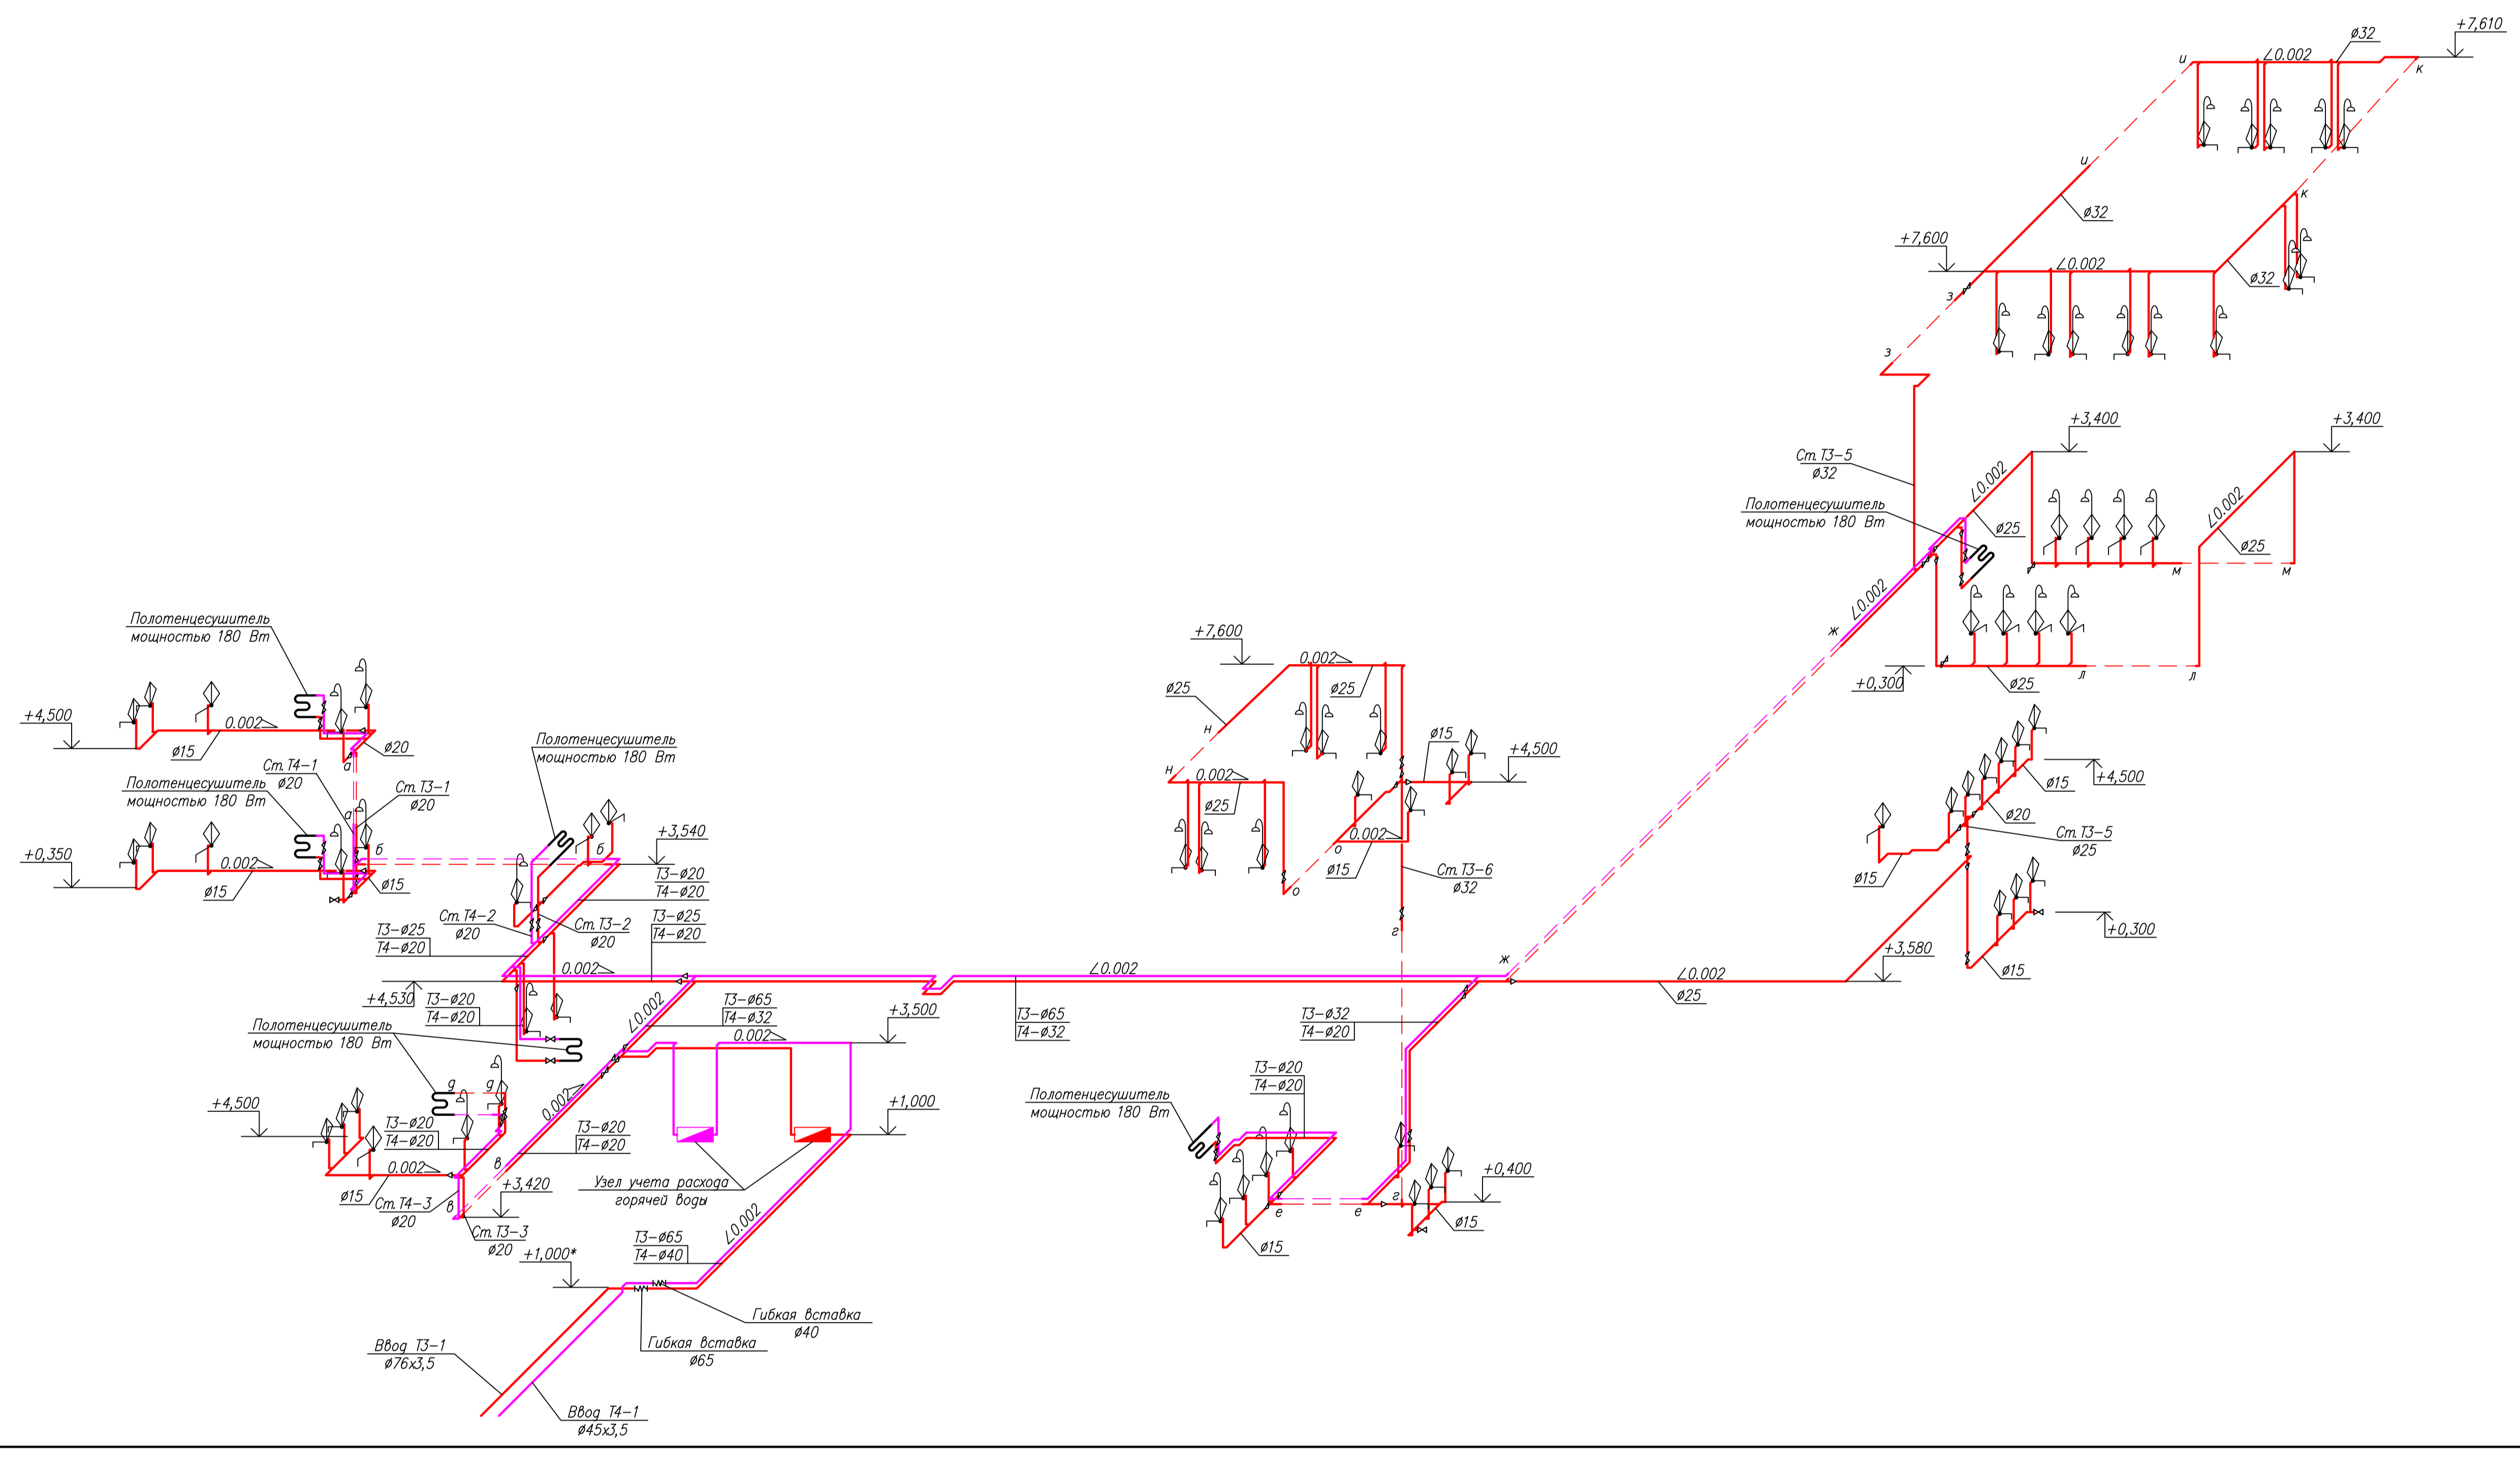 +7,610
ø32
∠0.002
и
к
и
к
ø32
+7,600
∠0.002
ø32
з
з
+3,400
+3,400
Ст.Т3-5
ø32
∠0.002
∠0.002
Полотенцесушитель
мощностью 180 Вт
ø25
ø25
м
м
∠0.002
ж
+0,300
ø25
л
л
Полотенцесушитель
мощностью 180 Вт
+4,500
0.002
ø15
ø20
а
Ст.Т4-1
ø20
Полотенцесушитель
мощностью 180 Вт
Ст.Т3-1
ø20
а
б
+0,350
0.002
ø15
ø15
Полотенцесушитель
мощностью 180 Вт
б
+3,540
Т3-ø20
Т4-ø20
Ст.Т4-2
ø20
Ст.Т3-2
ø20
Т3-ø25
Т4-ø20
Т3-ø25
Т4-ø20
+7,600
0.002
ø25
ø25
н
н
0.002
ø25
ø15
+4,500
0.002
о
ø15
о
Ст.Т3-6
ø32
г
+4,500
ø15
ø20
Ст.Т3-5
ø25
ø15
+0,300
ø15
+3,580
0.002
∠0.002
ж
∠0.002
ø25
+4,530
Т3-ø20
Т4-ø20
∠0.002
Т3-ø65
Т4-ø32
0.002
+3,500
Т3-ø65
Т4-ø32
Т3-ø32
Т4-ø20
Полотенцесушитель
мощностью 180 Вт
g
g
+4,500
Т3-ø20
Т4-ø20
0.002
0.002
Т3-ø20
Т4-ø20
+1,000
ø15
Ст.Т4-3
ø20
в
в
+3,420
Ст.Т3-3
ø20
Узел учета расхода
горячей воды
Т3-ø20
Т4-ø20
Полотенцесушитель
мощностью 180 Вт
+0,400
е
е
г
ø15
ø15
∠0.002
Т3-ø65
Т4-ø40
+1,000*
Гибкая вставка
ø40
Гибкая вставка
ø65
Ввод Т3-1
ø76х3,5
Ввод Т4-1
ø45х3,5